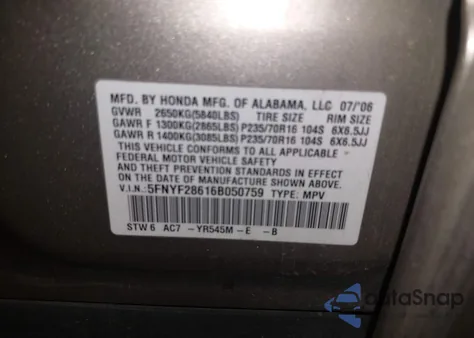 MFD. BY HONDA MFG. OF ALABAMA, LLC 07/'06
GVWR 2650KG(5840LBS) TIRE SIZE RIM SIZE
GAWR F 1300KG(2865LBS) P235/70R16 104S 6X6.5JJ
GAWR R 1400KG(3085LBS) P235/70R16 104S 6X6.5JJ
THIS VEHICLE CONFORMS TO ALL APPLICABLE
FEDERAL MOTOR VEHICLE SAFETY
AND THEFT PREVENTION STANDARDS IN EFFECT
ON THE DATE OF MANUFACTURE SHOWN ABOVE.
V.I.N.:5FNYF28616B050759 TYPE: MPV
STW6 AC7 -YR545M-E -B
autoSnap